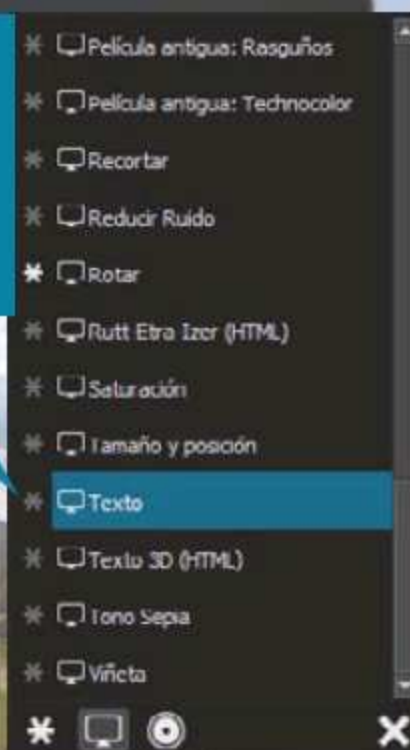 Película antigua: Rasguños
Película antigua: Technocolor
Recortar
Reducir Ruido
Rotar
Rutt Etra Izer (HTML)
Saturación
Tamaño y posición
Texto
Texto 3D (HTML)
Tono Sepia
Viñeta